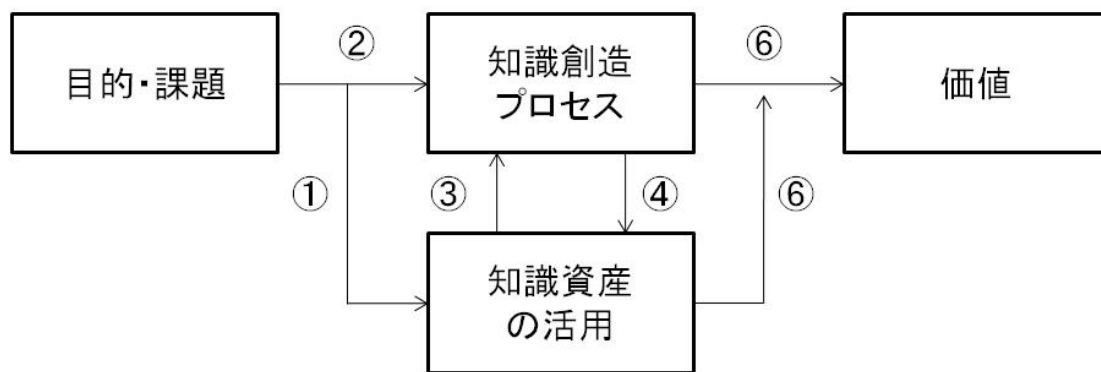 ②
⑥
目的・課題
知識創造
プロセス
価値
①
③
④
⑥
知識資産
の活用